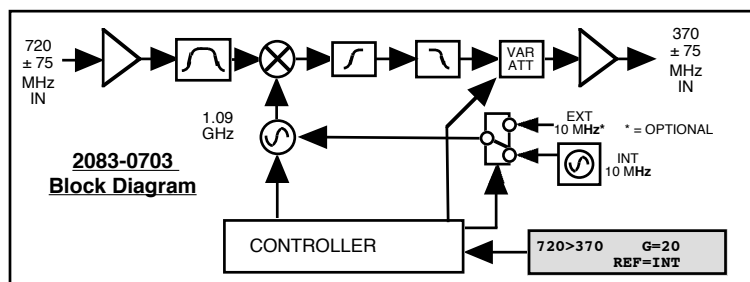 720
± 75
MHz
IN
VAR
ATT
370
± 75
MHz
IN
1.09
GHz
EXT
10 MHz*
* = OPTIONAL
INT
10 MHz
2083-0703
Block Diagram
CONTROLLER
720>370 G=20
REF=INT